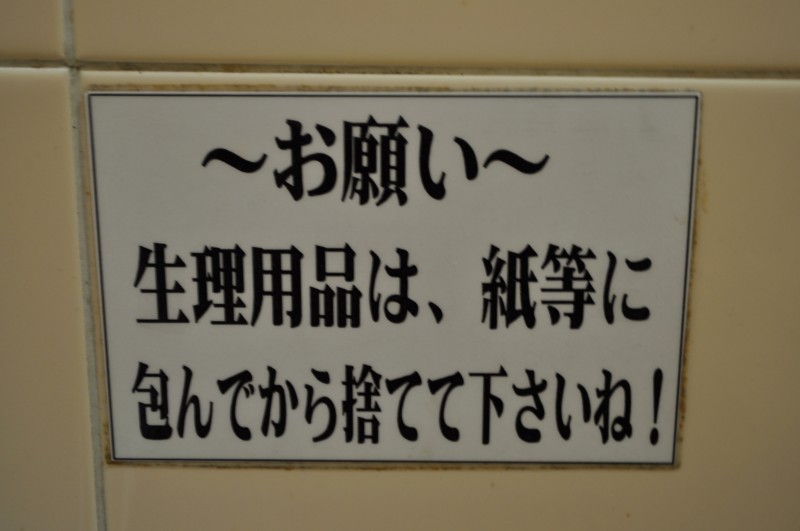 ～お願い～
生理用品は、紙等に
包んでから捨てて下さいね！